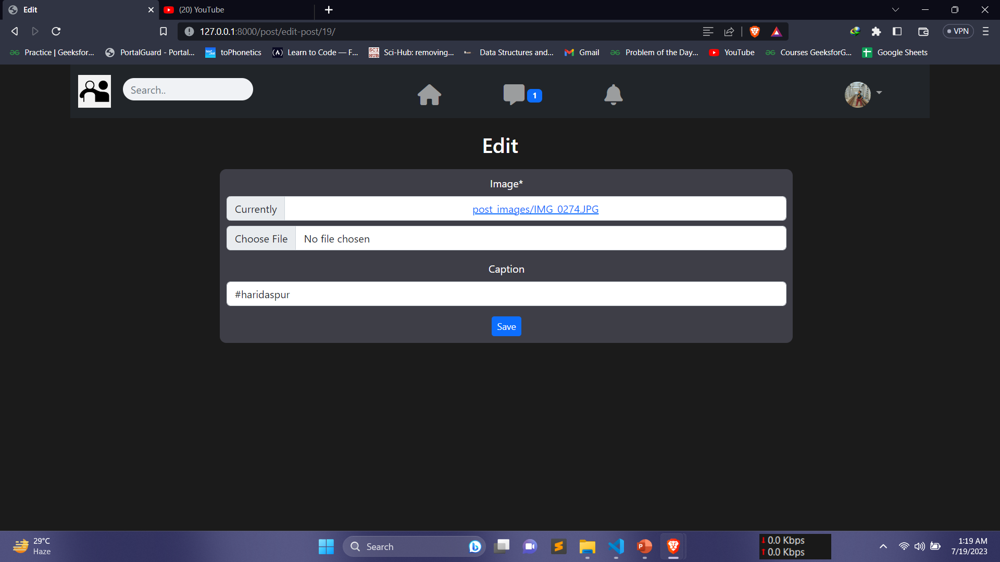 Edit
(20) YouTube
127.0.0.1:8000/post/edit-post/19/
VPN
Practice | Geeksfor...
PortalGuard - Portal...
toPhonetics
Learn to Code — F...
SCI HUB
Sci-Hub: removing...
Data Structures and...
Gmail
Problem of the Day...
YouTube
Courses GeeksforG...
Google Sheets
Search..
1
Edit
Image*
Currently
post_images/IMG_0274.JPG
Choose File
No file chosen
Caption
#haridaspur
Save
29°C
Haze
Search
0.0 Kbps
0.0 Kbps
1:19 AM
7/19/2023